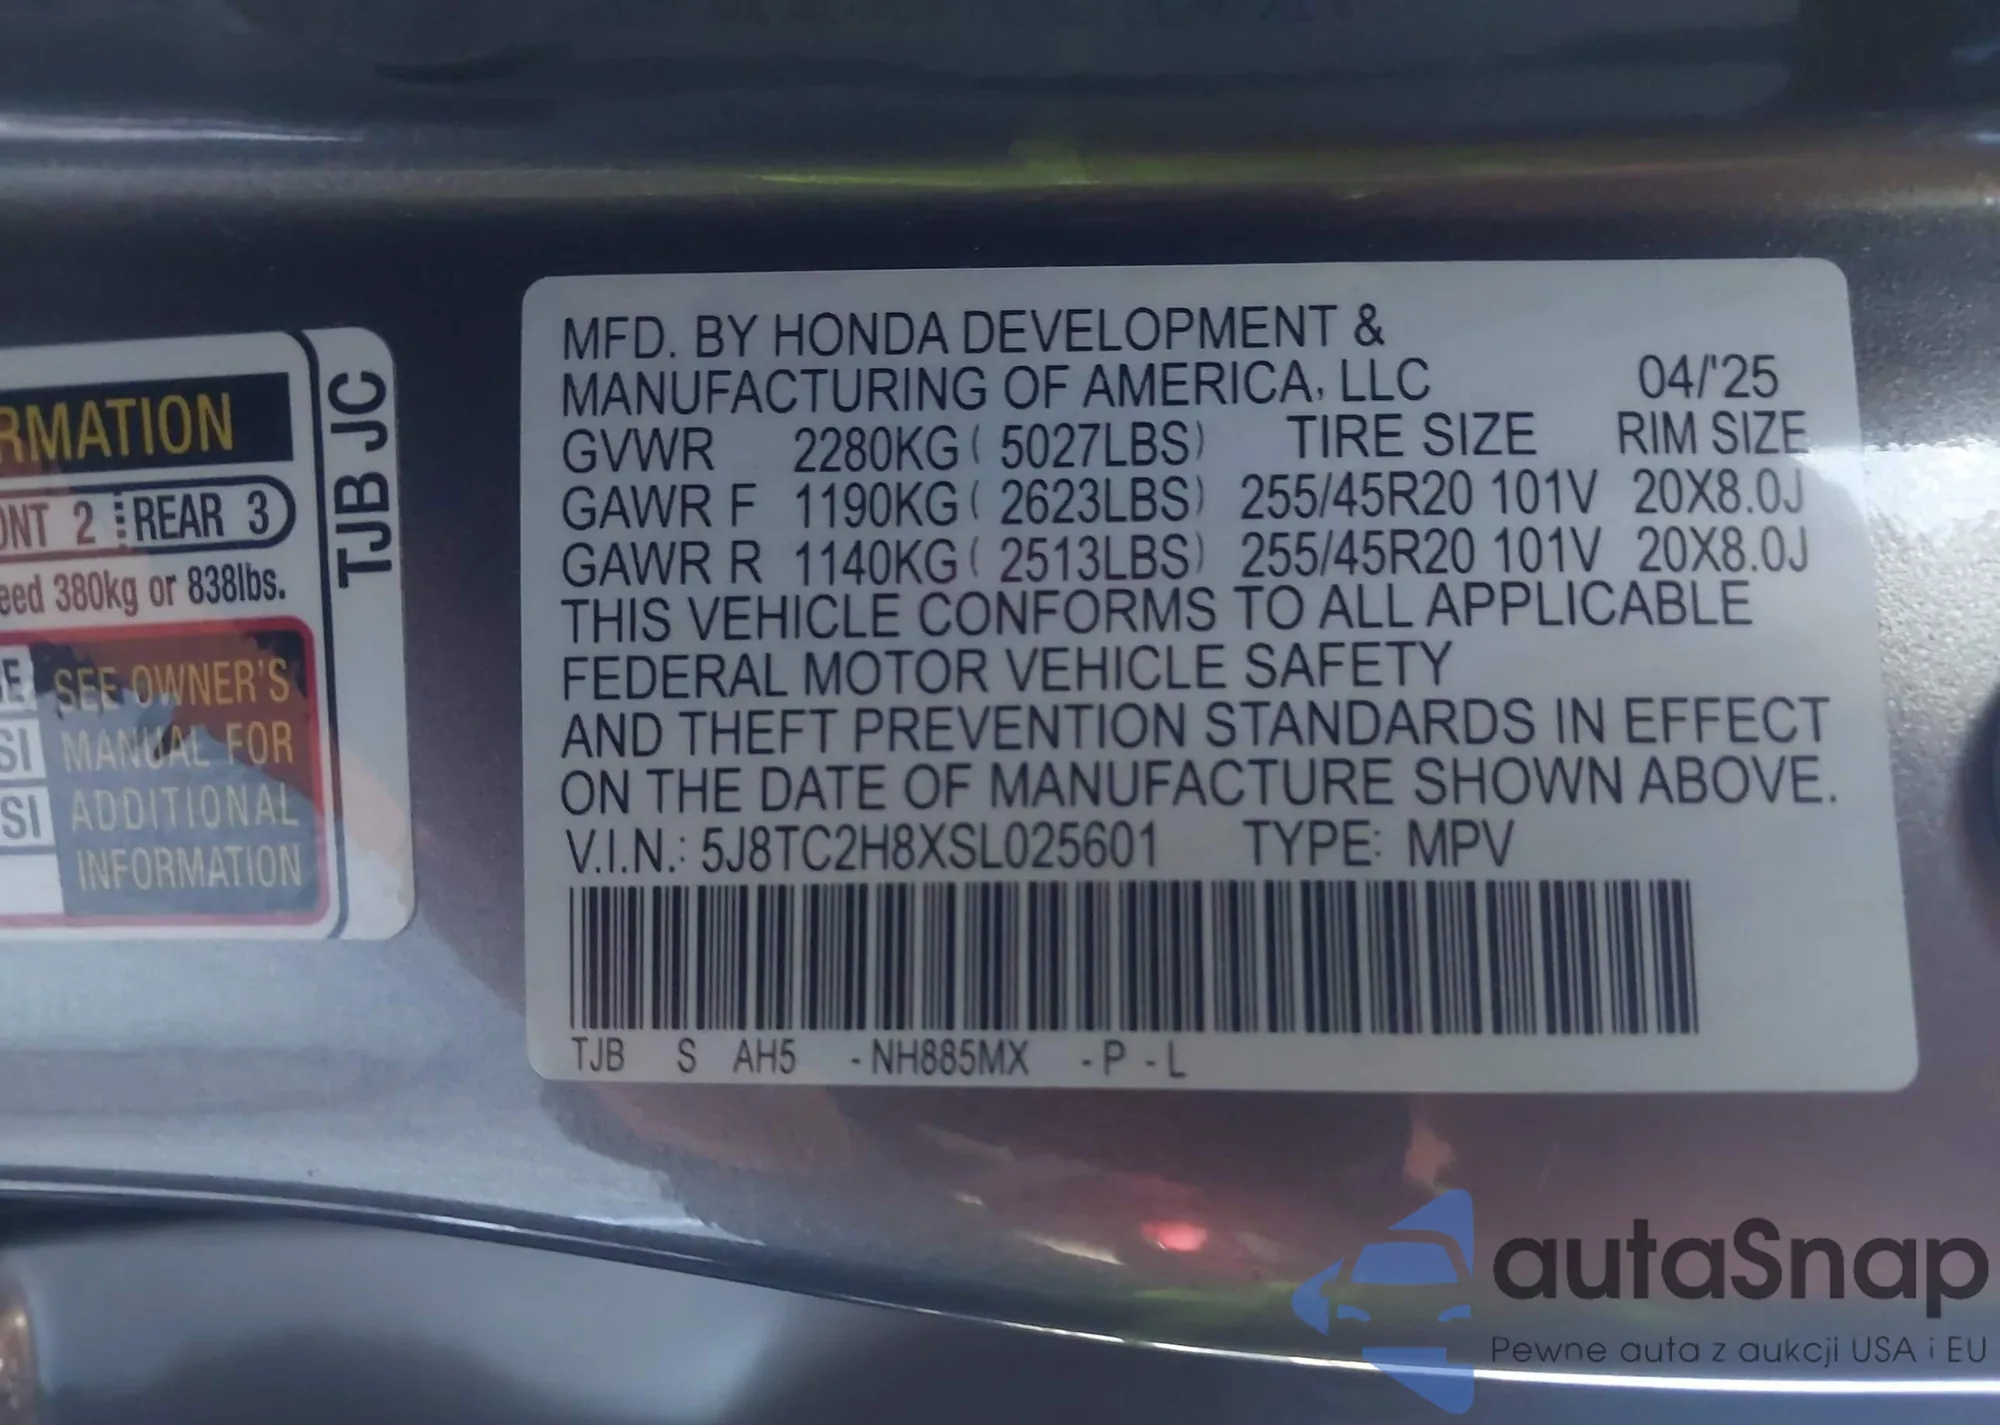 RMATION
ONT 2 REAR 3
eed 380kg or 838lbs.
E SEE OWNER'S
SI MANUAL FOR
SI ADDITIONAL
INFORMATION
TJB JC
MFD. BY HONDA DEVELOPMENT &
MANUFACTURING OF AMERICA, LLC 04/'25
GVWR 2280KG ( 5027LBS) TIRE SIZE RIM SIZE
GAWR F 1190KG ( 2623LBS) 255/45R20 101V 20X8.0J
GAWR R 1140KG ( 2513LBS) 255/45R20 101V 20X8.0J
THIS VEHICLE CONFORMS TO ALL APPLICABLE
FEDERAL MOTOR VEHICLE SAFETY
AND THEFT PREVENTION STANDARDS IN EFFECT
ON THE DATE OF MANUFACTURE SHOWN ABOVE.
V.I.N.: 5J8TC2H8XSL025601 TYPE: MPV
TJB S AH5 -NH885MX -P -L
autaSnap
Pewne auta z aukcji USA i EU